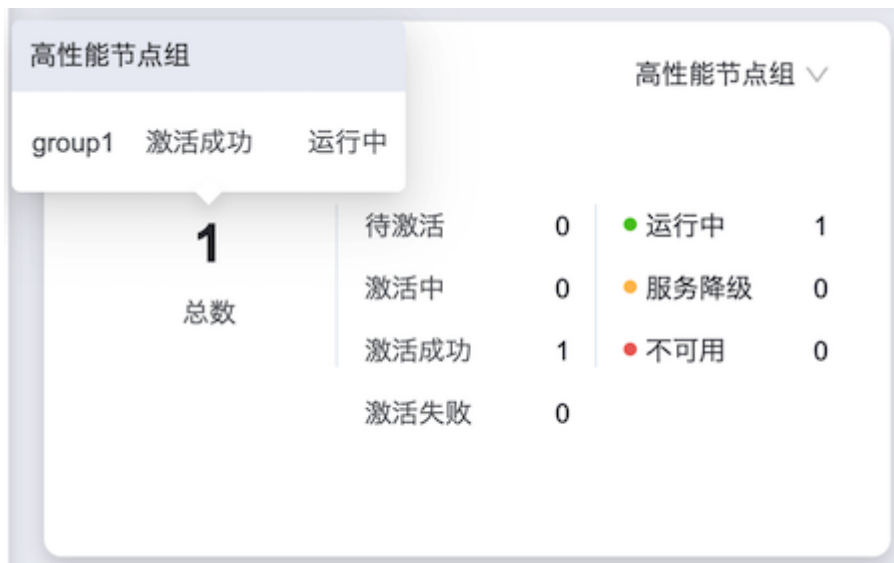 高性能节点组
group1 激活成功 运行中
高性能节点组
1
总数
待激活 0
激活中 0
激活成功 1
激活失败 0
运行中 1
服务降级 0
不可用 0